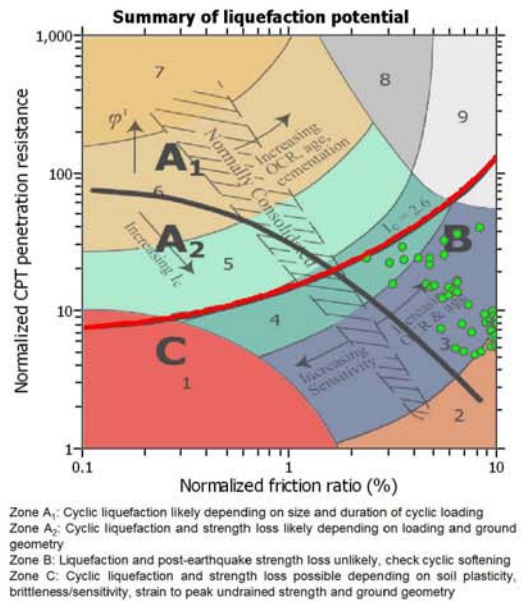 Summary of liquefaction potential
1,000
100
10
1
0.1
1
10
Normalized CPT penetration resistance
Normalized friction ratio (%)
7
8
9
φ'
A1
Normally Consolidated
Increasing
OCR, age,
cementation
6
A2
Increasing Ic
5
Ic = 2.6
B
4
C
1
Increasing
Sensitivity
Increasing
OCR & age
3
2
Zone A1: Cyclic liquefaction likely depending on size and duration of cyclic loading
Zone A2: Cyclic liquefaction and strength loss likely depending on loading and ground
geometry
Zone B: Liquefaction and post-earthquake strength loss unlikely, check cyclic softening
Zone C: Cyclic liquefaction and strength loss possible depending on soil plasticity,
brittleness/sensitivity, strain to peak undrained strength and ground geometry